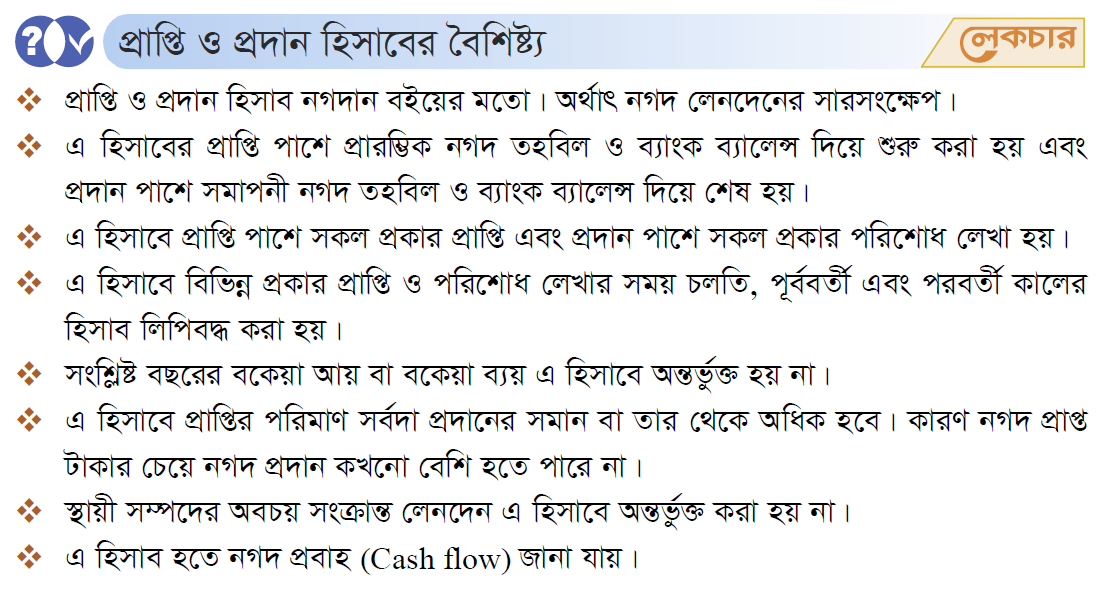 প্রাপ্তি ও প্রদান হিসাবের বৈশিষ্ট্য
লেকচার
প্রাপ্তি ও প্রদান হিসাব নগদান বইয়ের মতো। অর্থাৎ নগদ লেনদেনের সারসংক্ষেপ।
এ হিসাবের প্রাপ্তি পাশে প্রারম্ভিক নগদ তহবিল ও ব্যাংক ব্যালেন্স দিয়ে শুরু করা হয় এবং
প্রদান পাশে সমাপনী নগদ তহবিল ও ব্যাংক ব্যালেন্স দিয়ে শেষ হয়।
এ হিসাবে প্রাপ্তি পাশে সকল প্রকার প্রাপ্তি এবং প্রদান পাশে সকল প্রকার পরিশোধ লেখা হয়।
এ হিসাবে বিভিন্ন প্রকার প্রাপ্তি ও পরিশোধ লেখার সময় চলতি, পূর্ববর্তী এবং পরবর্তী কালের
হিসাব লিপিবদ্ধ করা হয়।
সংশ্লিষ্ট বছরের বকেয়া আয় বা বকেয়া ব্যয় এ হিসাবে অন্তর্ভুক্ত হয় না।
এ হিসাবে প্রাপ্তির পরিমাণ সর্বদা প্রদানের সমান বা তার থেকে অধিক হবে। কারণ নগদ প্রাপ্ত
টাকার চেয়ে নগদ প্রদান কখনো বেশি হতে পারে না।
স্থায়ী সম্পদের অবচয় সংক্রান্ত লেনদেন এ হিসাবে অন্তর্ভুক্ত করা হয় না।
এ হিসাব হতে নগদ প্রবাহ (Cash flow) জানা যায়।